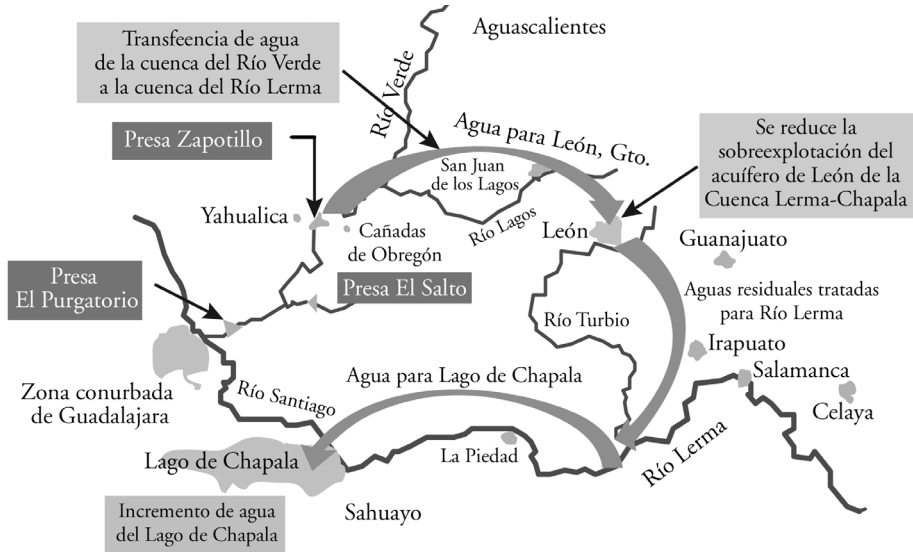 Aguascalientes
Transfeencia de agua
de la cuenca del Río Verde
a la cuenca del Río Lerma
Río Verde
Presa Zapotillo
Agua para León, Gto.
Se reduce la
sobreexplotación del
acuífero de León de la
Cuenca Lerma-Chapala
San Juan
de los Lagos
Río Lagos
Yahualica
Cañadas
de Obregón
León
Guanajuato
Presa
El Purgatorio
Presa El Salto
Aguas residuales tratadas
para Río Lerma
Río Turbio
Irapuato
Zona conurbada
de Guadalajara
Río Santiago
Agua para Lago de Chapala
Salamanca
Celaya
Río Lerma
La Piedad
Lago de Chapala
Incremento de agua
del Lago de Chapala
Sahuayo